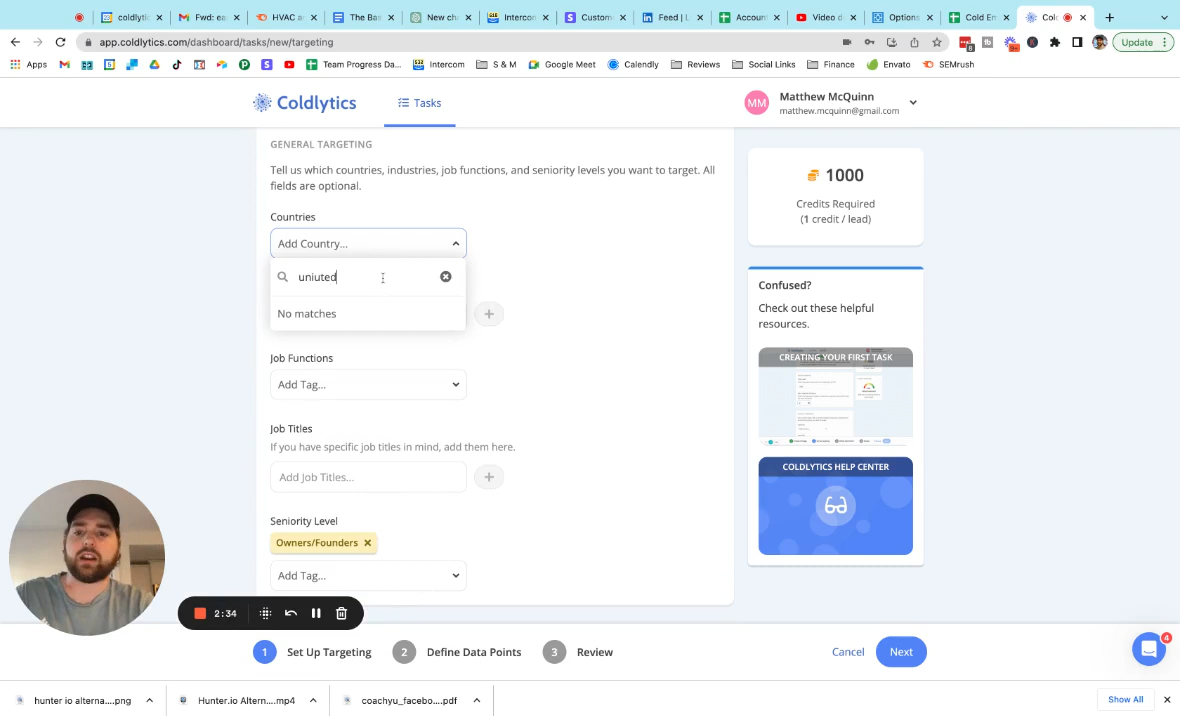 coldlytic
Fwd: ea
HVAC a
The Bas
New ch
Interco
Custom
Feed | L
Accoun
Video d
Options
Cold Em
Col
app.coldlytics.com/dashboard/tasks/new/targeting
Update
Apps
Team Progress Da...
Intercom
S & M
Google Meet
Calendly
Reviews
Social Links
Finance
Envato
SEMrush
Coldlytics
Tasks
MM
Matthew McQuinn
matthew.mcquinn@gmail.com
GENERAL TARGETING
Tell us which countries, industries, job functions, and seniority levels you want to target. All
fields are optional.
Countries
Add Country...
uniuted
No matches
Job Functions
Add Tag...
Job Titles
If you have specific job titles in mind, add them here.
Add Job Titles...
Seniority Level
Owners/Founders
Add Tag...
1000
Credits Required
(1 credit / lead)
Confused?
Check out these helpful
resources.
CREATING YOUR FIRST TASK
COLDLYTICS HELP CENTER
2:34
1 Set Up Targeting
2 Define Data Points
3 Review
Cancel
Next
4
hunter io alterna....png
Hunter.io Altern....mp4
coachyu_facebo....pdf
Show All